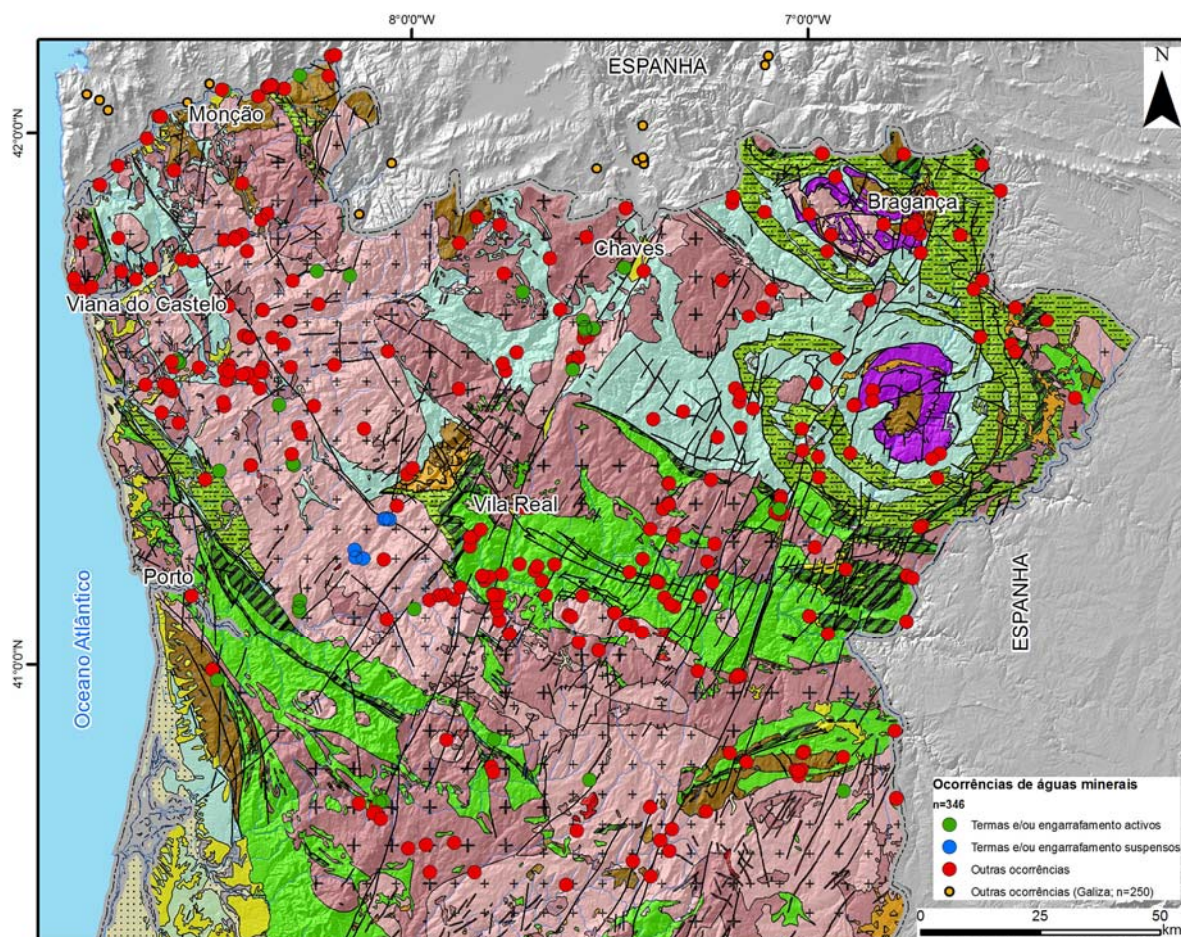 8°0'0"W
7°0'0"W
ESPANHA
N
Monção
42°0'0"N
Bragança
Chaves
Viana do Castelo
Vila Real
Porto
Oceano Atlântico
ESPANHA
41°0'0"N
Ocorrências de águas minerais
n=346
Termas e/ou engarrafamento activos
Termas e/ou engarrafamento suspensos
Outras ocorrências
Outras ocorrências (Galiza; n=250)
0 25 50
km